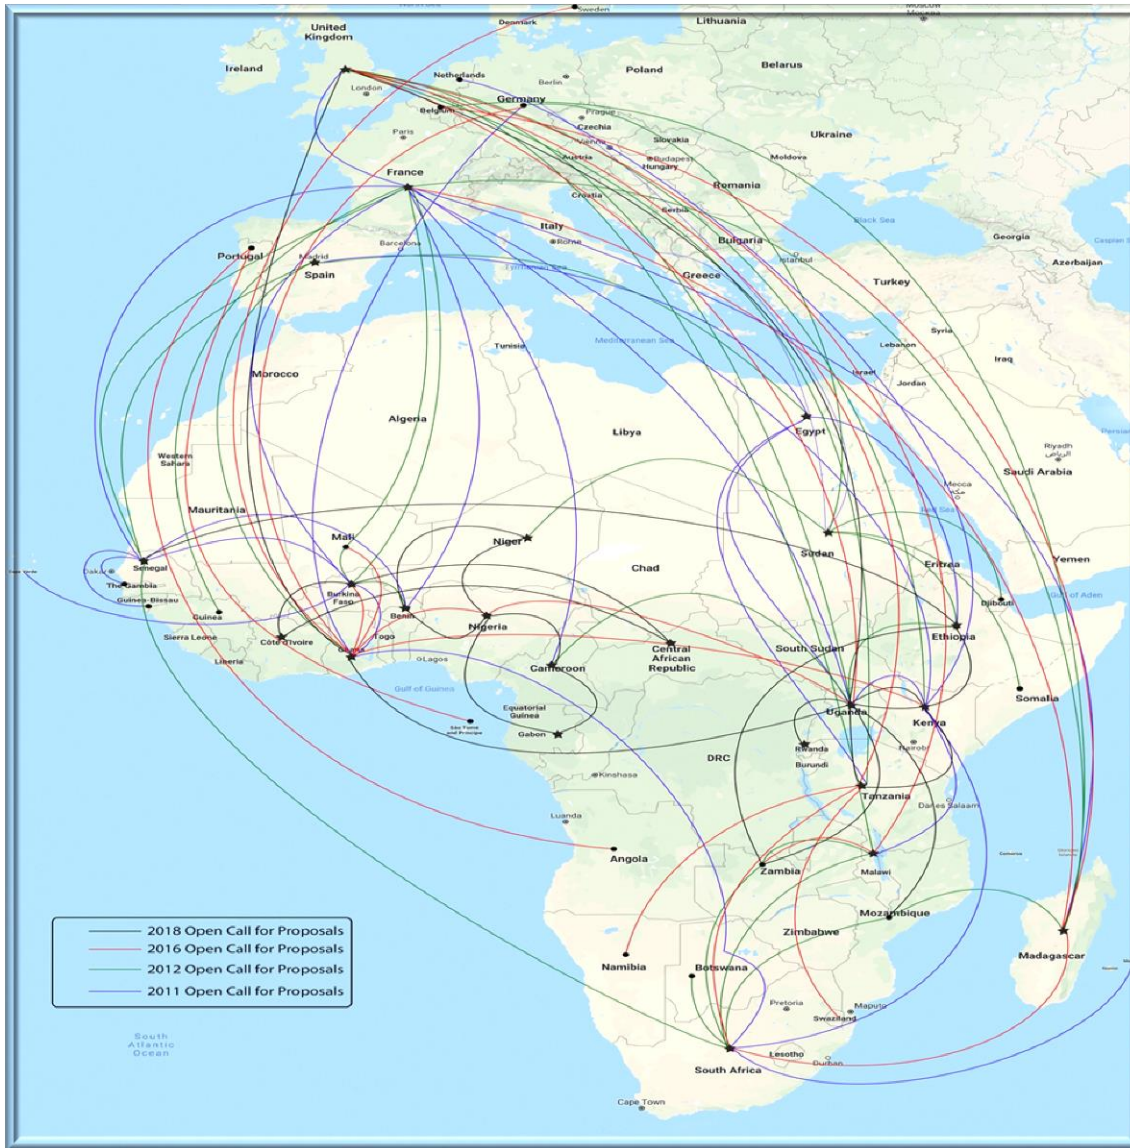 Sweden
Moscow
Москва
Denmark
Lithuania
United
Kingdom
Ireland
Netherlands
Berlin
Poland
Belarus
London
Belgium
Germany
Prague
Czechia
Paris
Ukraine
Vienna
Slovakia
Austria
Budapest
Hungary
Moldova
France
Croatia
Romania
Serbia
Italy
Black Sea
Georgia
Barcelona
Rome
Bulgaria
Istanbul
Portugal
Madrid
Spain
Tyrrhenian Sea
Greece
Azerbaijan
Turkey
Syria
Tunisia
Mediterranean Sea
Lebanon
Iraq
Israel
Morocco
Jordan
Algeria
Libya
Egypt
Western
Sahara
Riyadh
الرياض
Saudi Arabia
Mecca
مكة
Red Sea
Mauritania
Mali
Niger
Sudan
Yemen
Chad
Eritrea
Dakar
Senegal
The Gambia
Guinea-Bissau
Burkina
Faso
Benin
Djibouti
Gulf of Aden
Guinea
Nigeria
Ethiopia
Sierra Leone
Côte d'Ivoire
Togo
Ghana
Central
African
Republic
South Sudan
Liberia
Lagos
Cameroon
Gulf of Guinea
Somalia
Equatorial
Guinea
Uganda
Kenya
São Tomé
and Príncipe
Gabon
Nairobi
DRC
Rwanda
Burundi
Kinshasa
Tanzania
Dar es Salaam
Luanda
Angola
Zambia
Malawi
Comoros
Mozambique
Zimbabwe
Madagascar
Namibia
Botswana
Pretoria
Maputo
Swaziland
Lesotho
Durban
South Africa
Cape Town
2018 Open Call for Proposals
2016 Open Call for Proposals
2012 Open Call for Proposals
2011 Open Call for Proposals
South
Atlantic
Ocean